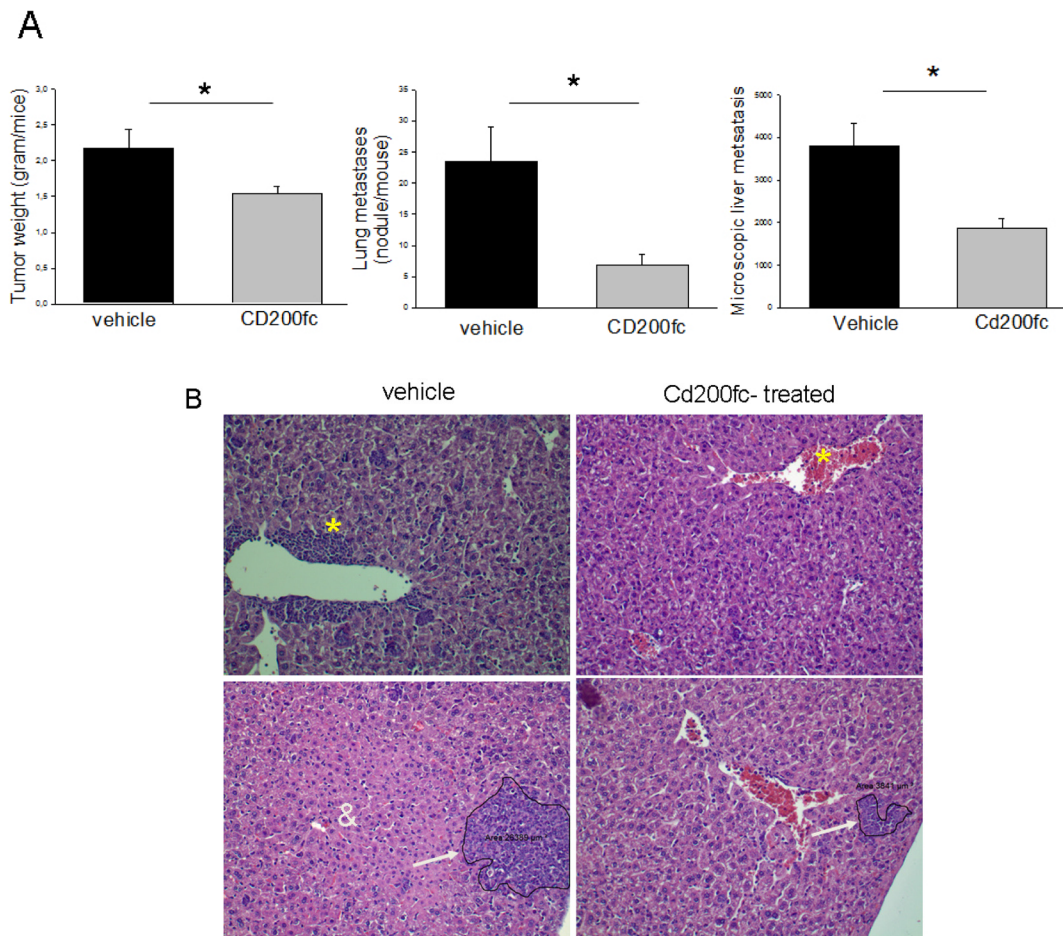 A
*
*
*
Tumor weight (gram/mice)
3,0
2,5
2,0
1,5
1,0
0,5
0,0
vehicle
CD200fc
Lung metastases
(nodule/mouse)
35
30
25
20
15
10
5
0
vehicle
CD200fc
Microscopic liver metsatasis
5000
4000
3000
2000
1000
0
Vehicle
Cd200fc
B
vehicle
Cd200fc- treated
*
*
&